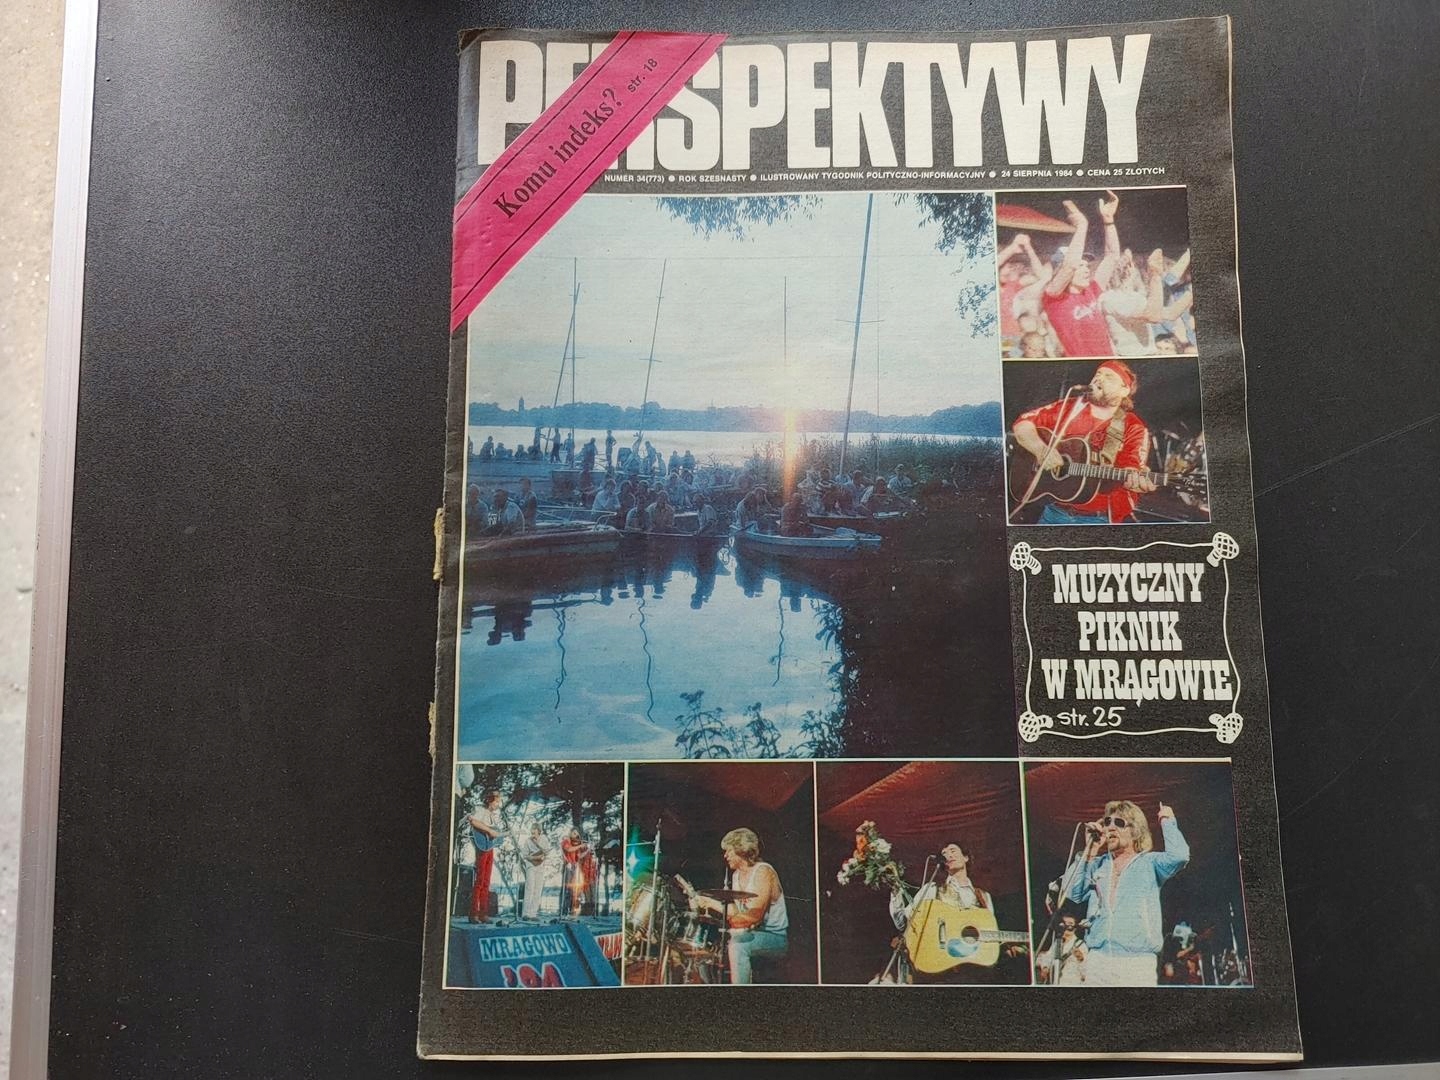 PERSPEKTYWY
Komu indeks? str. 18
NUMER 34(773) ● ROK SZESNASTY ● ILUSTROWANY TYGODNIK POLITYCZNO-INFORMACYJNY ● 24 SIERPNIA 1984 ● CENA 25 ZŁOTYCH
MUZYCZNY
PIKNIK
W MRĄGOWIE
str. 25
MRĄGOWO
'84